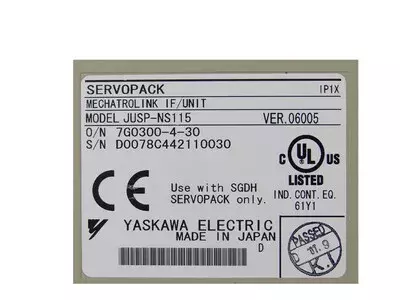 SERVOPACK
IP1X
MECHATROLINK IF/UNIT
MODEL JUSP-NS115 VER.06005
O/N 7G0300-4-30
S/N D0078C442110030
CE
C UL US
LISTED
IND. CONT. EQ.
61Y1
Use with SGDH
SERVOPACK only.
YASKAWA ELECTRIC
MADE IN JAPAN
D
PASSED
K.I